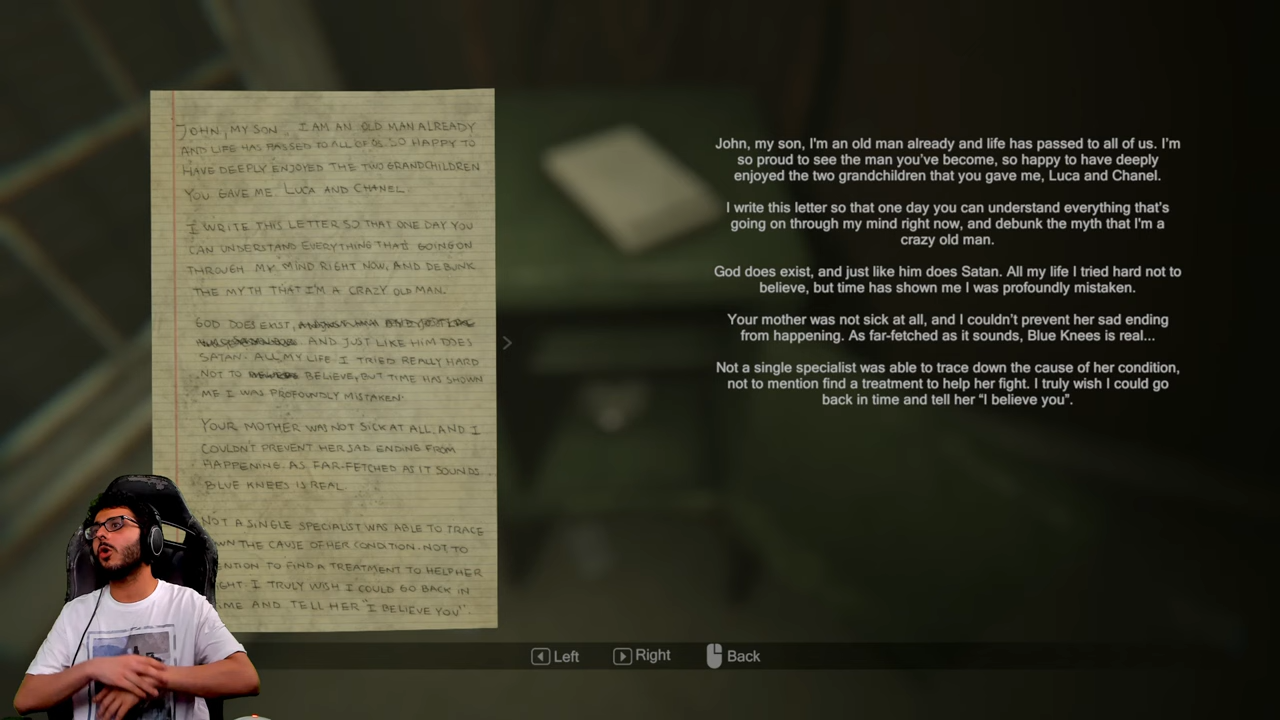 JOHN, MY SON. I AM AN OLD MAN ALREADY
AND LIFE HAS PASSED TO ALL OF US. SO HAPPY TO
HAVE DEEPLY ENJOYED THE TWO GRANDCHILDREN
YOU GAVE ME. LUCA AND CHANEL.
I WRITE THIS LETTER SO THAT ONE DAY YOU
CAN UNDERSTAND EVERYTHING THAT'S GOING ON
THROUGH MY MIND RIGHT NOW, AND DEBUNK
THE MYTH THAT I'M A CRAZY OLD MAN.
GOD DOES EXIST,
AND JUST LIKE HIM DOES
SATAN. ALL MY LIFE I TRIED REALLY HARD
NOT TO BELIEVE, BUT TIME HAS SHOWN
ME I WAS PROFOUNDLY MISTAKEN.
YOUR MOTHER WAS NOT SICK AT ALL, AND I
COULDN'T PREVENT HER SAD ENDING FROM
HAPPENING. AS FAR-FETCHED AS IT SOUNDS..
BLUE KNEES IS REAL.
NOT A SINGLE SPECIALIST WAS ABLE TO TRACE
WN THE CAUSE OF HER CONDITION. NOT TO
ENTION TO FIND A TREATMENT TO HELP HER
GHT. I TRULY WISH I COULD GO BACK IN
ME AND TELL HER "I BELIEVE YOU".
John, my son, I'm an old man already and life has passed to all of us. I'm
so proud to see the man you've become, so happy to have deeply
enjoyed the two grandchildren that you gave me, Luca and Chanel.
I write this letter so that one day you can understand everything that's
going on through my mind right now, and debunk the myth that I'm a
crazy old man.
God does exist, and just like him does Satan. All my life I tried hard not to
believe, but time has shown me I was profoundly mistaken.
Your mother was not sick at all, and I couldn't prevent her sad ending
from happening. As far-fetched as it sounds, Blue Knees is real...
Not a single specialist was able to trace down the cause of her condition,
not to mention find a treatment to help her fight. I truly wish I could go
back in time and tell her “I believe you”.
Left Right Back